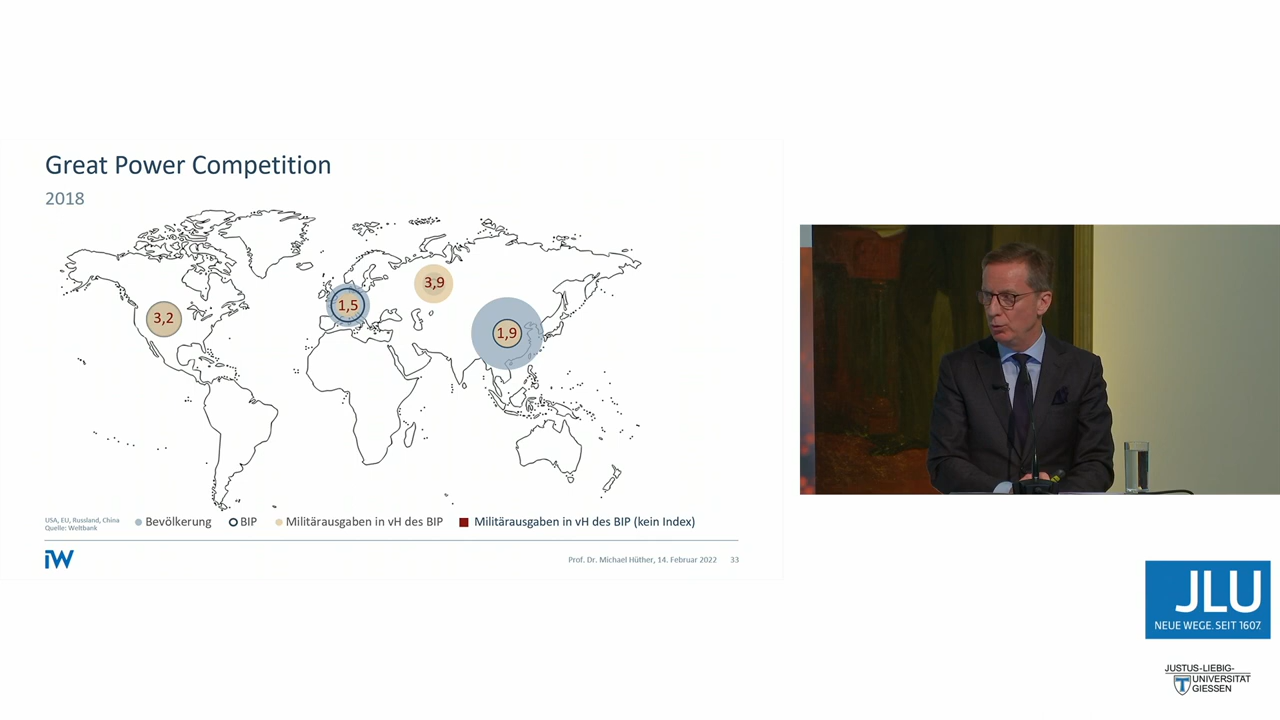 Great Power Competition
2018
3,2
1,5
3,9
1,9
USA, EU, Russland, China
Quelle: Weltbank
Bevölkerung
BIP
Militärausgaben in vH des BIP
Militärausgaben in vH des BIP (kein Index)
iW
Prof. Dr. Michael Hüther, 14. Februar 2022
33
JLU
NEUE WEGE. SEIT 1607.
JUSTUS-LIEBIG-
UNIVERSITÄT
GIESSEN